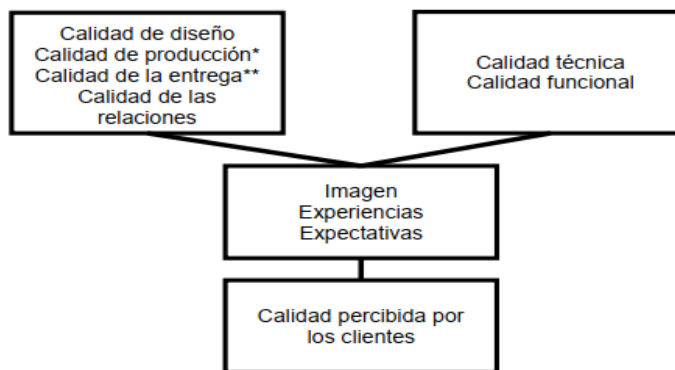 Calidad de diseño
Calidad de producción*
Calidad de la entrega**
Calidad de las
relaciones
Calidad técnica
Calidad funcional
Imagen
Experiencias
Expectativas
Calidad percibida por
los clientes